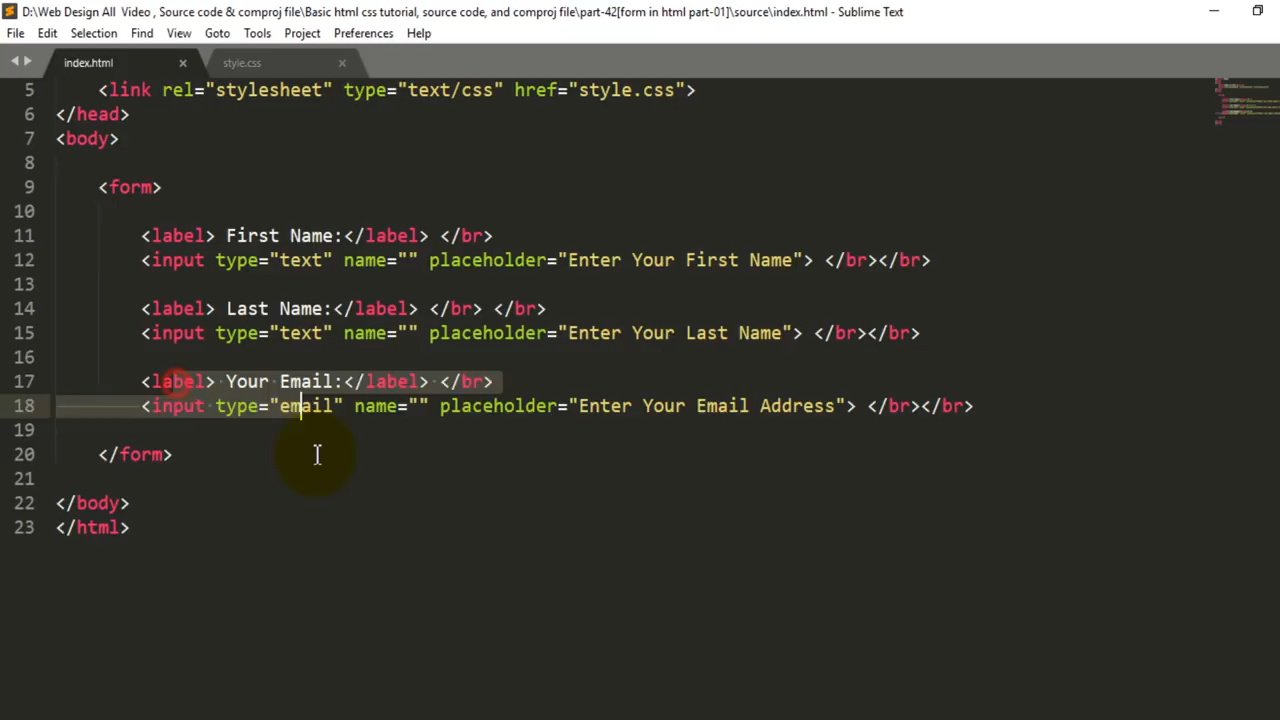 D:\Web Design All  Video , Source code & comproj file\Basic html css tutorial, source code, and comproj file\part-42[form in html part-01]\source\index.html - Sublime Text
File Edit Selection Find View Goto Tools Project Preferences Help
index.html × style.css ×
5 <link rel="stylesheet" type="text/css" href="style.css">
6 </head>
7 <body>
8
9 <form>
10
11 <label> First Name:</label> </br>
12 <input type="text" name="" placeholder="Enter Your First Name"> </br></br>
13
14 <label> Last Name:</label> </br> </br>
15 <input type="text" name="" placeholder="Enter Your Last Name"> </br></br>
16
17 <label> Your Email:</label> </br>
18 <input type="email" name="" placeholder="Enter Your Email Address"> </br></br>
19
20 </form>
21
22 </body>
23 </html>